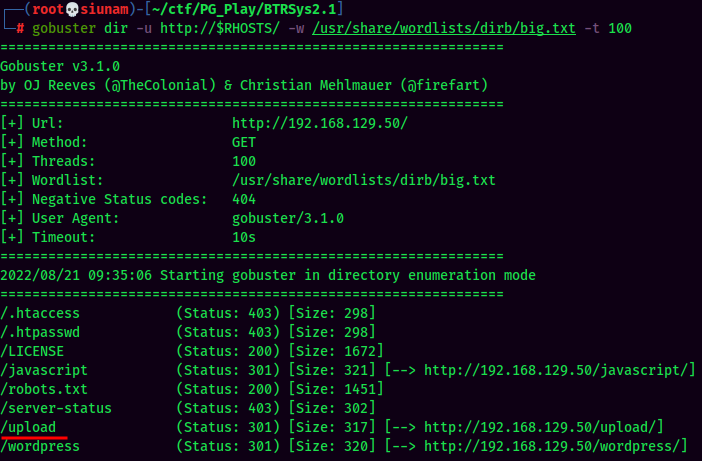 ┌──(root💀siunam)-[~/ctf/PG_Play/BTRSys2.1]
└─# gobuster dir -u http://$RHOSTS/ -w /usr/share/wordlists/dirb/big.txt -t 100
===============================================================
Gobuster v3.1.0
by OJ Reeves (@TheColonial) & Christian Mehlmauer (@firefart)
===============================================================
[+] Url:                     http://192.168.129.50/
[+] Method:                  GET
[+] Threads:                 100
[+] Wordlist:                /usr/share/wordlists/dirb/big.txt
[+] Negative Status codes:   404
[+] User Agent:              gobuster/3.1.0
[+] Timeout:                 10s
===============================================================
2022/08/21 09:35:06 Starting gobuster in directory enumeration mode
===============================================================
/.htaccess            (Status: 403) [Size: 298]
/.htpasswd            (Status: 403) [Size: 298]
/LICENSE              (Status: 200) [Size: 1672]
/javascript           (Status: 301) [Size: 321] [--> http://192.168.129.50/javascript/]
/robots.txt           (Status: 200) [Size: 1451]
/server-status        (Status: 403) [Size: 302]
/upload               (Status: 301) [Size: 317] [--> http://192.168.129.50/upload/]
/wordpress            (Status: 301) [Size: 320] [--> http://192.168.129.50/wordpress/]